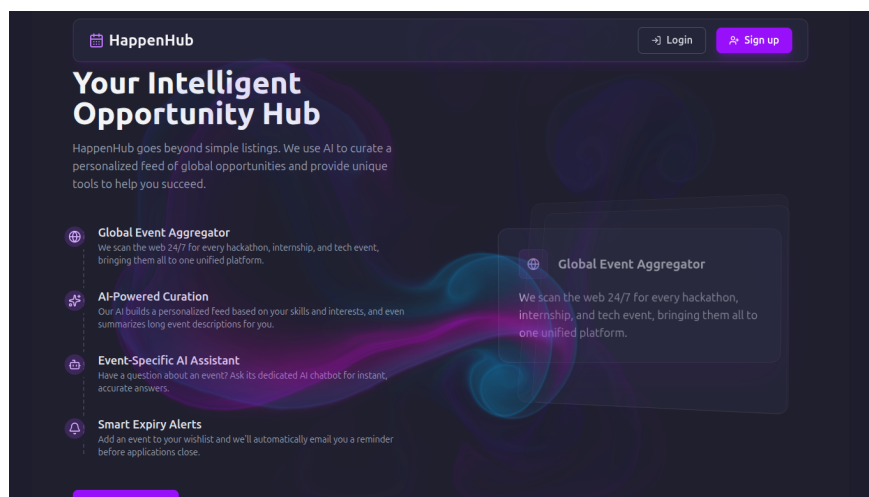 HappenHub
Login
Sign up
Your Intelligent
Opportunity Hub
HappenHub goes beyond simple listings. We use AI to curate a
personalized feed of global opportunities and provide unique
tools to help you succeed.
Global Event Aggregator
We scan the web 24/7 for every hackathon, internship, and tech event,
bringing them all to one unified platform.
AI-Powered Curation
Our AI builds a personalized feed based on your skills and interests, and even
summarizes long event descriptions for you.
Event-Specific AI Assistant
Have a question about an event? Ask its dedicated AI chatbot for instant,
accurate answers.
Smart Expiry Alerts
Add an event to your wishlist and we'll automatically email you a reminder
before applications close.
Global Event Aggregator
We scan the web 24/7 for every hackathon,
internship, and tech event, bringing them all to
one unified platform.